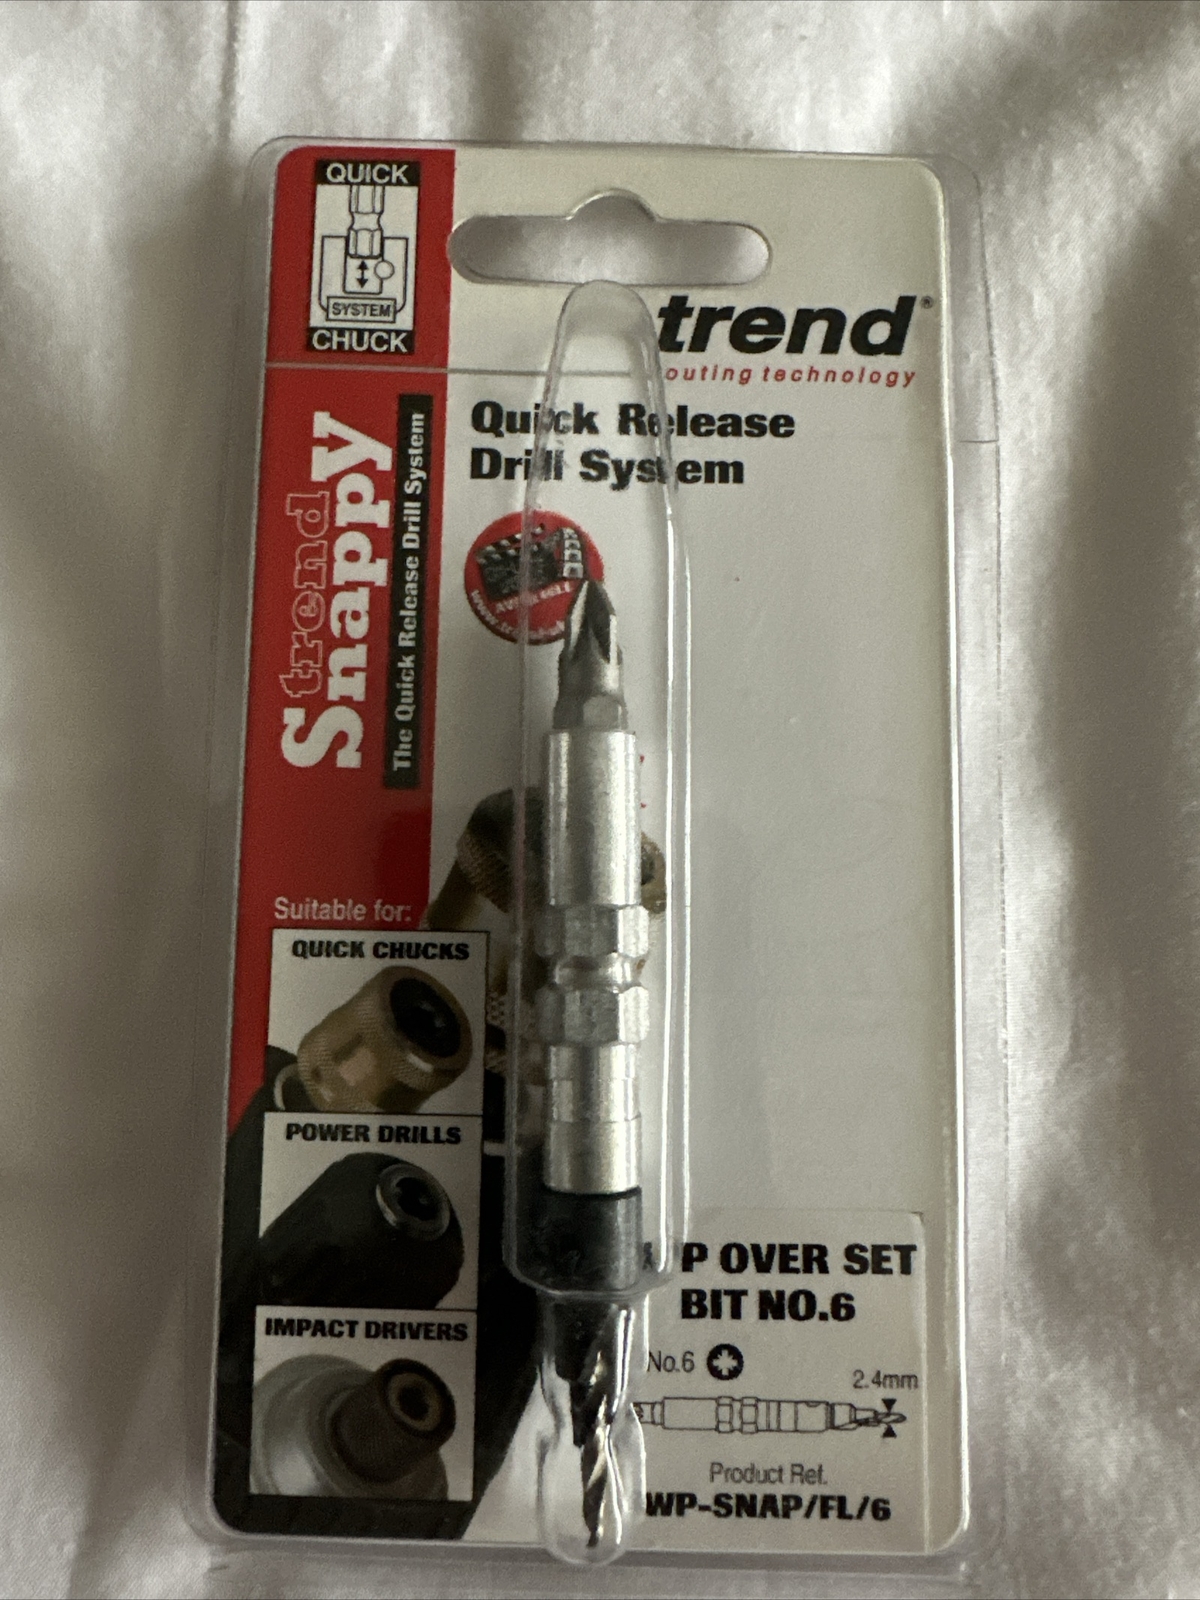 QUICK
SYSTEM
CHUCK
trend®
outing technology
Quick Release
Drill System
trend
Snappy
The Quick Release Drill System
Suitable for:
QUICK CHUCKS
POWER DRILLS
IMPACT DRIVERS
P OVER SET
BIT NO.6
No.6
2.4mm
Product Ref.
WP-SNAP/FL/6